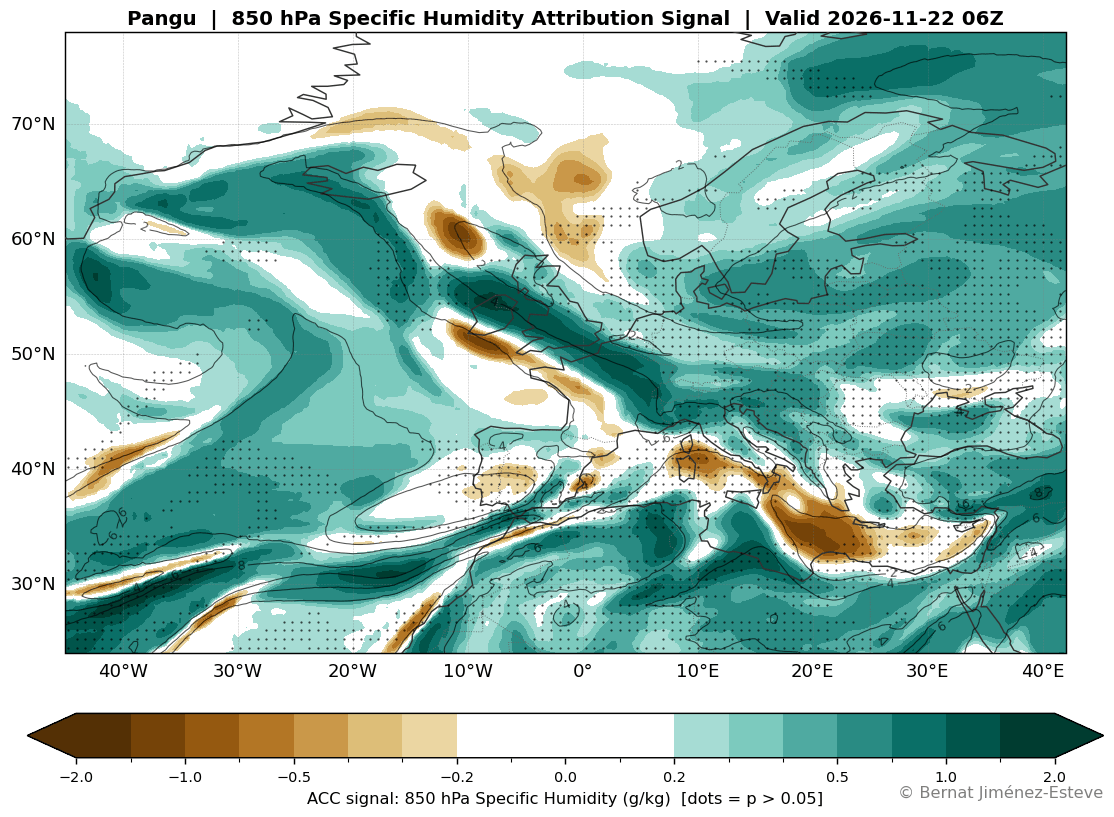 Pangu | 850 hPa Specific Humidity Attribution Signal | Valid 2026-11-22 06Z
70°N
60°N
50°N
40°N
30°N
40°W
30°W
20°W
10°W
0°
10°E
20°E
30°E
40°E
−2.0
−1.0
−0.5
−0.2
0.0
0.2
0.5
1.0
2.0
ACC signal: 850 hPa Specific Humidity (g/kg) [dots = p > 0.05]
© Bernat Jiménez-Esteve